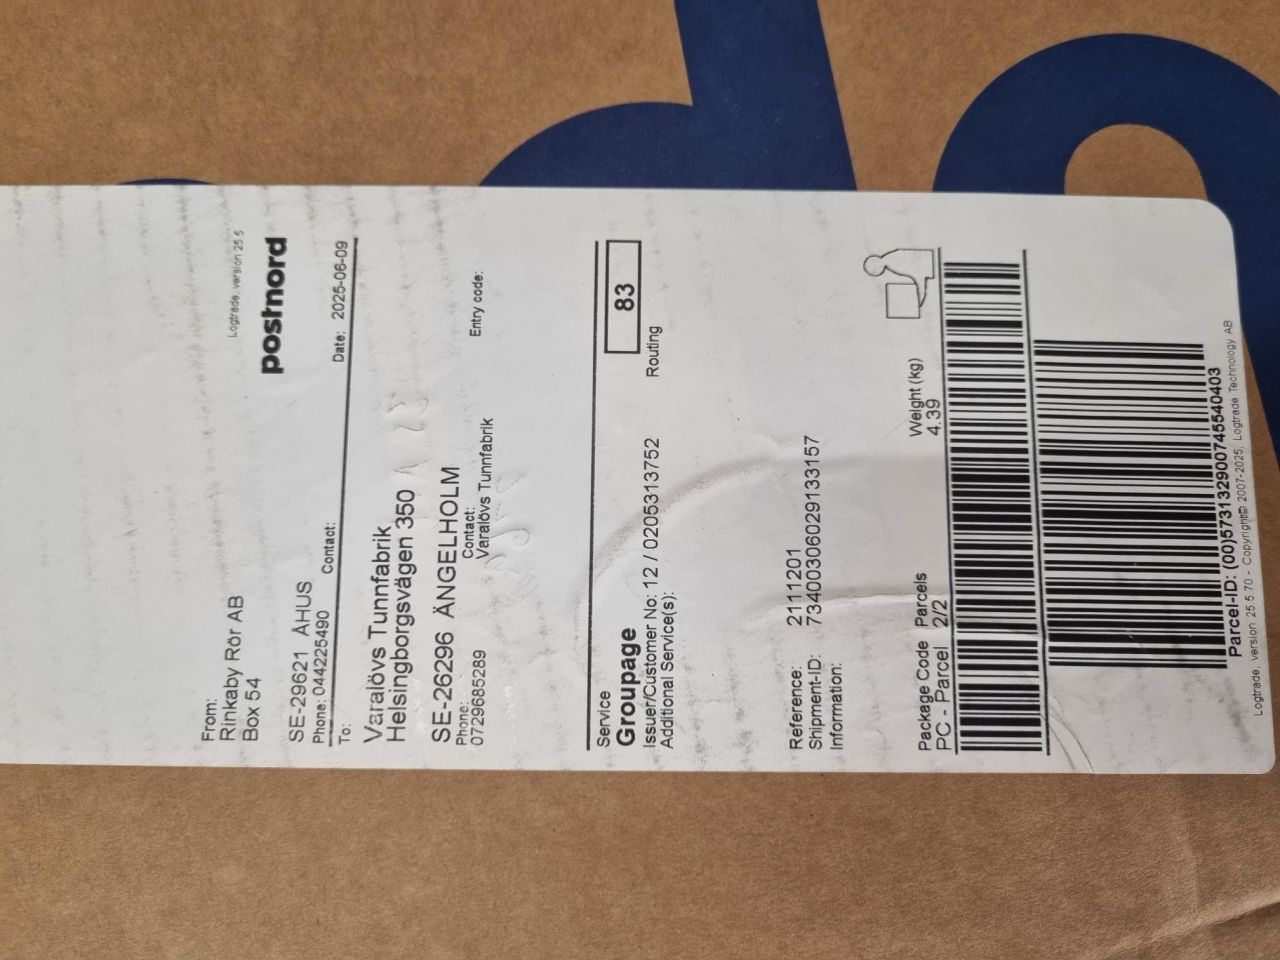 Logtrade, version 25.5
From:
Rinkaby Rör AB
Box 54
postnord
SE-29621 ÅHUS
Phone: 044225490 Contact:
Date: 2025-06-09
To:
Varalövs Tunnfabrik
Helsingborgsvägen 350
SE-26296 ÄNGELHOLM
Phone: Contact: Entry code:
0729685289 Varalövs Tunnfabrik
Service
Groupage
83
Issuer/Customer No: 12 / 0205313752 Routing
Additional Service(s):
Reference: 2111201
Shipment-ID: 73400306029133157
Information:
Package Code Parcels Weight (kg)
PC - Parcel 2/2 4.39
Parcel-ID: (00)573132900745540403
Logtrade, version 25.5.70 - Copyright© 2007-2025, Logtrade Technology AB